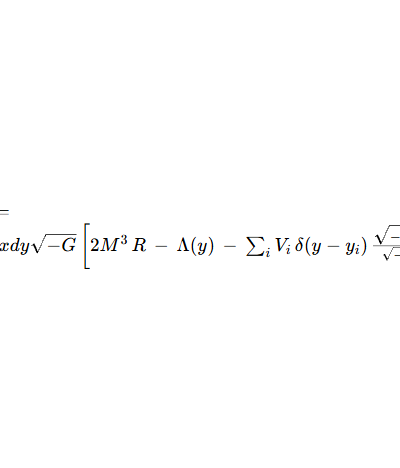 =
xdy√−G [2M³ R − Λ(y) − ∑ᵢ Vᵢ δ(y − yᵢ) √− / √−